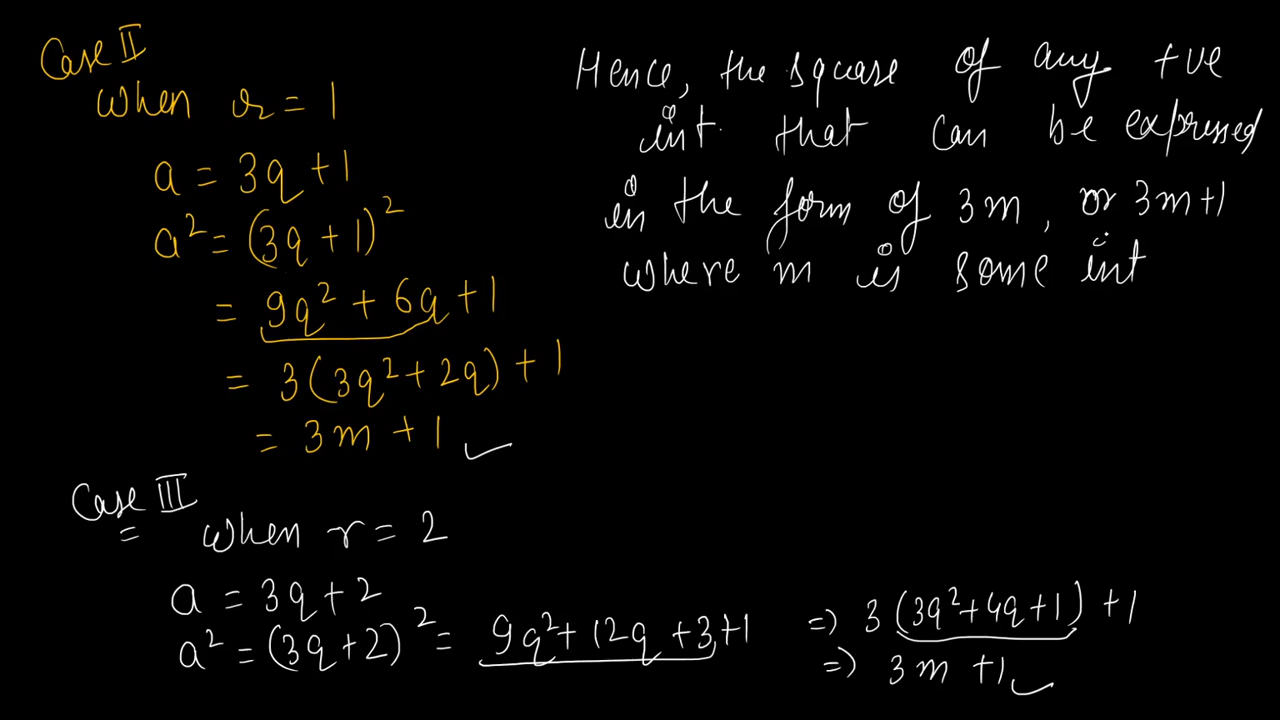 Case II
when r = 1
a = 3q + 1
a² = (3q + 1)²
= 9q² + 6q + 1
= 3(3q² + 2q) + 1
= 3m + 1 ✓
Case III
= when r = 2
a = 3q + 2
a² = (3q + 2)² = 9q² + 12q + 3 + 1
=) 3(3q² + 4q + 1) + 1
=) 3m + 1 ✓
Hence, the square of any +ve
int. that can be expressed
in the form of 3m, or 3m+1
where m is some int